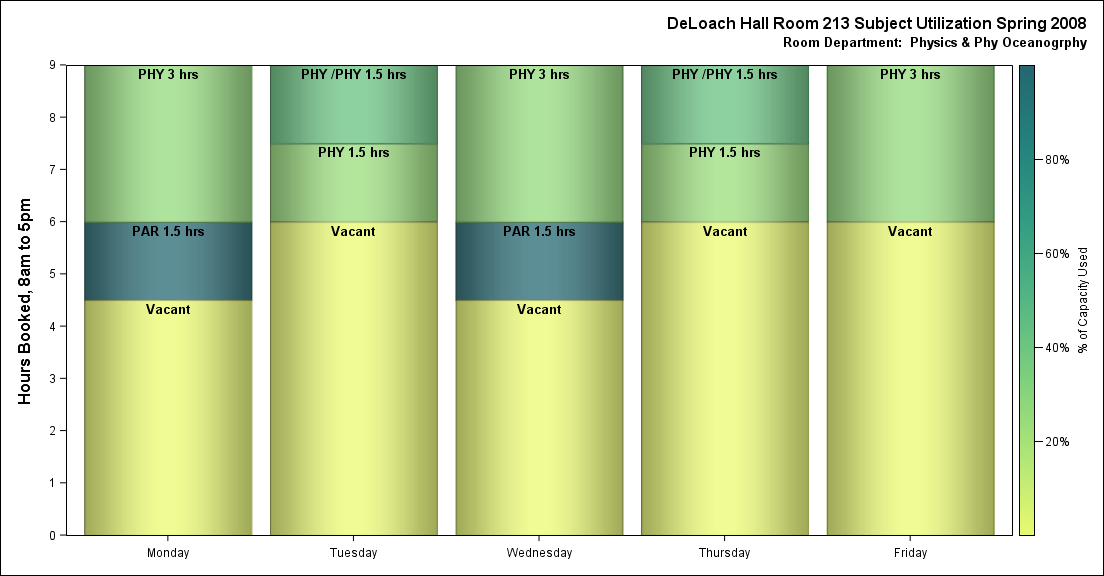 DeLoach Hall Room 213 Subject Utilization Spring 2008
Room Department:  Physics & Phy Oceanogrphy
Hours Booked, 8am to 5pm
9
8
7
6
5
4
3
2
1
0
PHY 3 hrs
PAR 1.5 hrs
Vacant
PHY /PHY 1.5 hrs
PHY 1.5 hrs
Vacant
PHY 3 hrs
PAR 1.5 hrs
Vacant
PHY /PHY 1.5 hrs
PHY 1.5 hrs
Vacant
PHY 3 hrs
Vacant
Monday
Tuesday
Wednesday
Thursday
Friday
80%
60%
40%
20%
% of Capacity Used